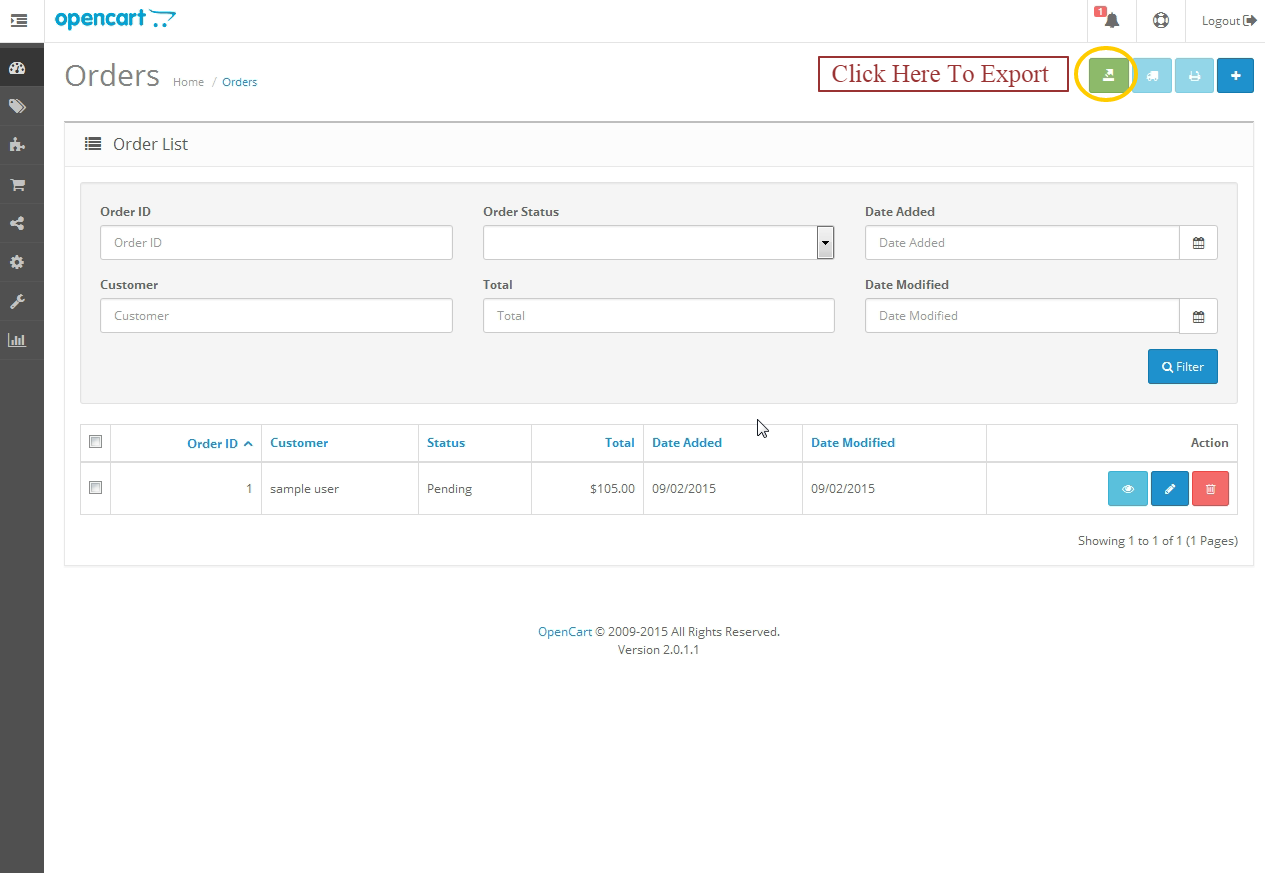 opencart
1
Logout
Orders
Home / Orders
Click Here To Export
Order List
Order ID
Order Status
Date Added
Order ID
Date Added
Customer
Total
Date Modified
Customer
Total
Date Modified
Filter
Order ID Customer Status Total Date Added Date Modified Action
1 sample user Pending $105.00 09/02/2015 09/02/2015
Showing 1 to 1 of 1 (1 Pages)
OpenCart © 2009-2015 All Rights Reserved.
Version 2.0.1.1